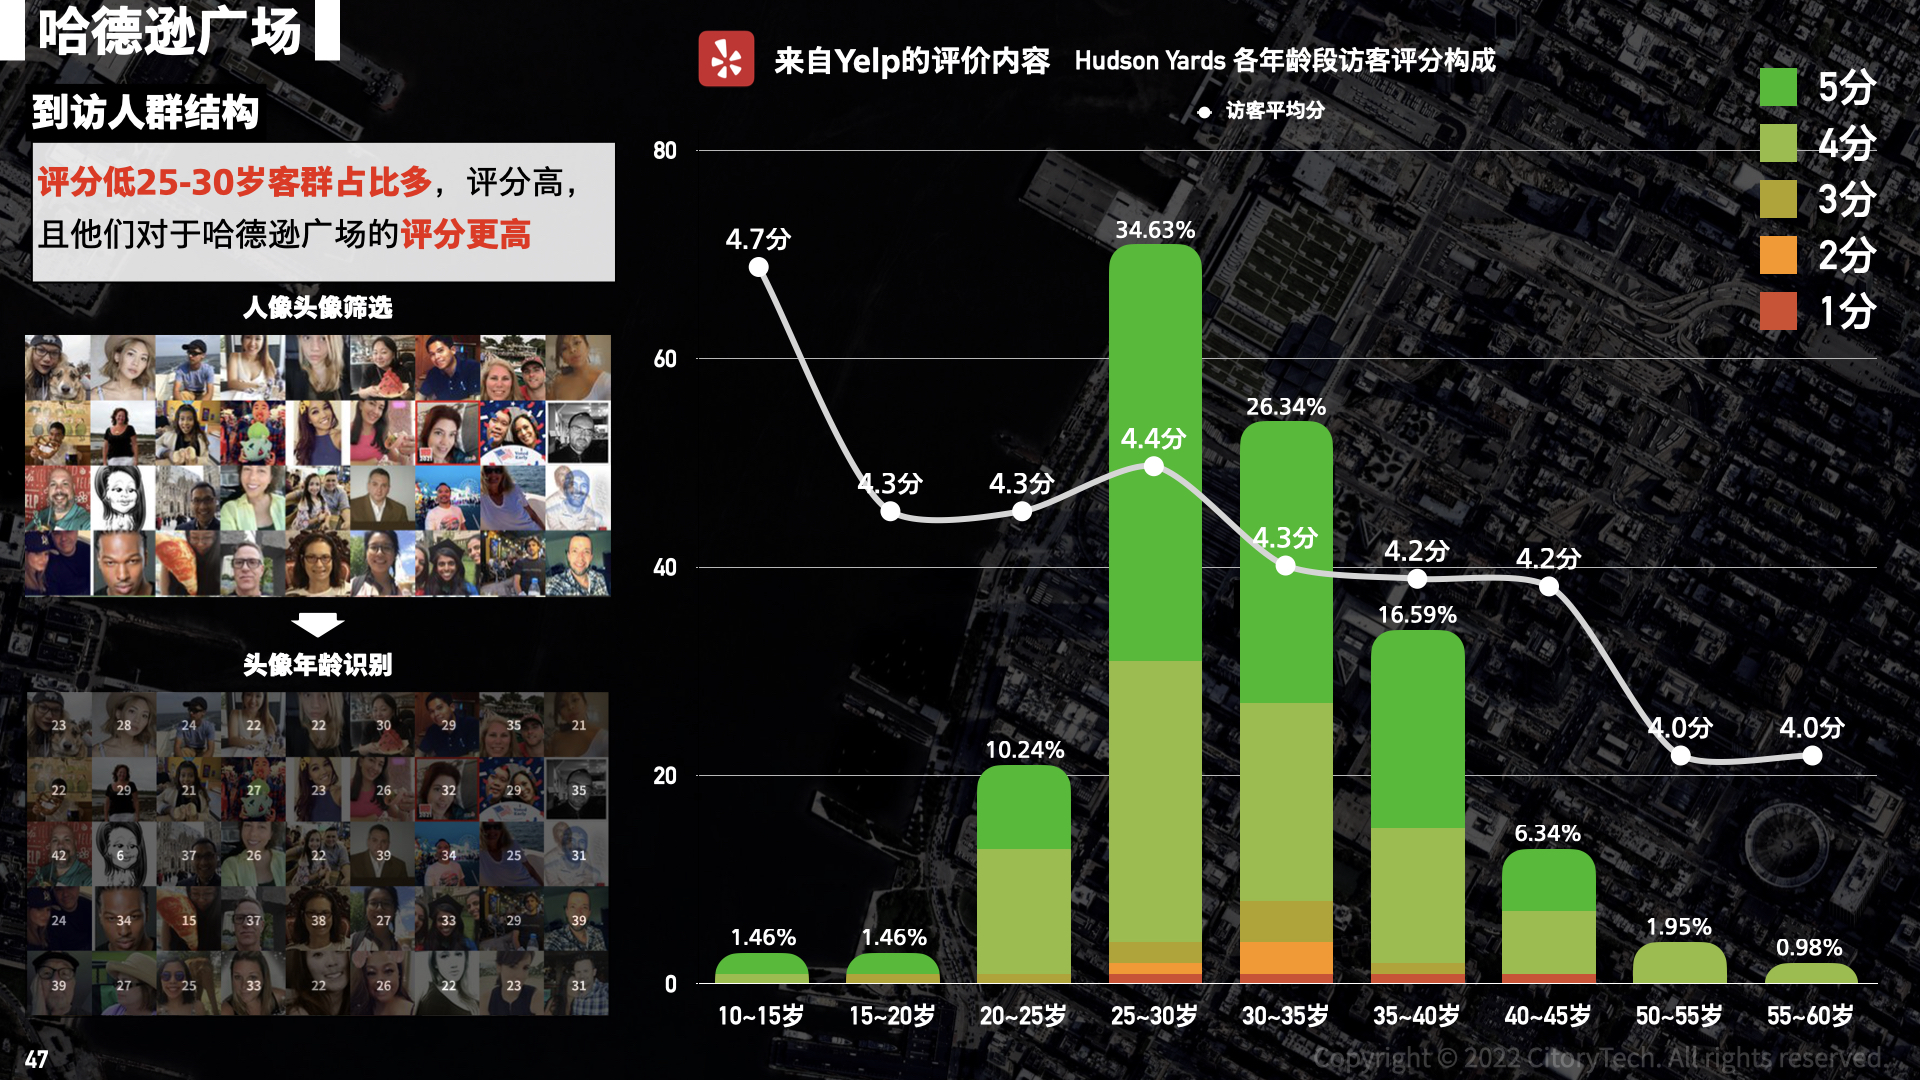 哈德逊广场
到访人群结构
评分低25-30岁客群占比多，评分高，
且他们对于哈德逊广场的评分更高
人像头像筛选
头像年龄识别
23 28 24 22 22 30 29 35 21
22 29 21 27 23 26 32 29 35
42 6 37 26 22 39 34 25 31
24 34 15 37 38 27 33 29 39
39 27 25 33 22 26 22 23 31
47
来自Yelp的评价内容 Hudson Yards 各年龄段访客评分构成
访客平均分
5分
4分
3分
2分
1分
80
60
40
20
0
4.7分
4.3分
4.3分
4.4分
4.3分
4.2分
4.2分
4.0分
4.0分
1.46%
1.46%
10.24%
34.63%
26.34%
16.59%
6.34%
1.95%
0.98%
10~15岁 15~20岁 20~25岁 25~30岁 30~35岁 35~40岁 40~45岁 50~55岁 55~60岁
Copyright © 2022 CitoryTech. All rights reserved.